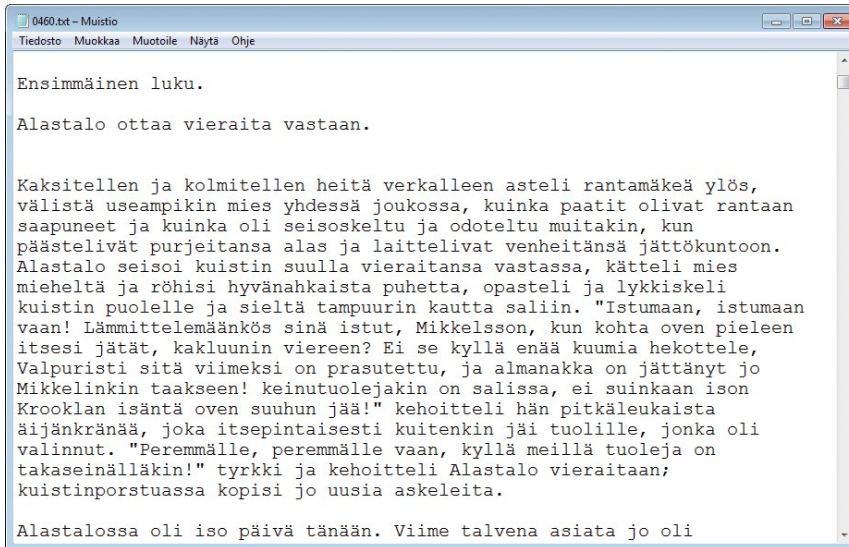 0460.txt – Muistio
Tiedosto Muokkaa Muotoile Näytä Ohje
Ensimmäinen luku.
Alastalo ottaa vieraita vastaan.
Kaksitellen ja kolmitellen heitä verkalleen asteli rantamäkeä ylös,
välistä useampikin mies yhdessä joukossa, kuinka paatit olivat rantaan
saapuneet ja kuinka oli seisoskeltu ja odoteltu muitakin, kun
päästelivät purjeitansa alas ja laittelivat venheitänsä jättökuntoon.
Alastalo seisoi kuistin suulla vieraitansa vastassa, kätteli mies
mieheltä ja röhisi hyvänahkaista puhetta, opasteli ja lykkiskeli
kuistin puolelle ja sieltä tampuurin kautta saliin. "Istumaan, istumaan
vaan! Lämmittelemäänkös sinä istut, Mikkelsson, kun kohta oven pieleen
itsesi jätät, kakluunin viereen? Ei se kyllä enää kuumia hekottele,
Valpuristi sitä viimeksi on prasutettu, ja almanakka on jättänyt jo
Mikkelinkin taakseen! keinutuolejakin on salissa, ei suinkaan ison
Krooklan isäntä oven suuhun jää!" kehoitteli hän pitkäleukaista
äijänkränää, joka itsepintaisesti kuitenkin jäi tuolille, jonka oli
valinnut. "Peremmälle, peremmälle vaan, kyllä meillä tuoleja on
takaseinälläkin!" tyrkki ja kehoitteli Alastalo vieraitaan;
kuistinporstuassa kopisi jo uusia askeleita.
Alastalossa oli iso päivä tänään. Viime talvena asiata jo oli